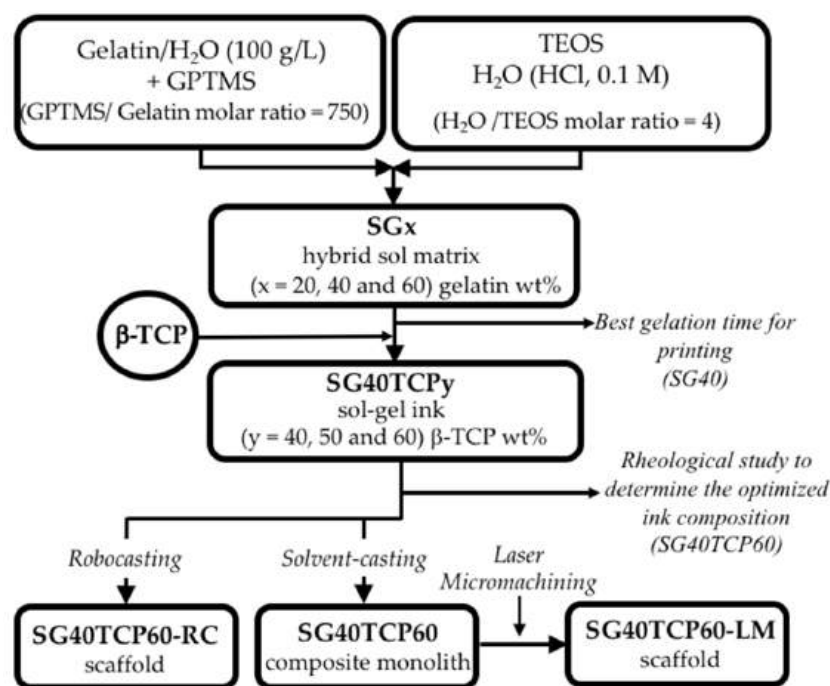 Gelatin/H₂O (100 g/L)
+ GPTMS
(GPTMS/ Gelatin molar ratio = 750)
TEOS
H₂O (HCl, 0.1 M)
(H₂O /TEOS molar ratio = 4)
SGx
hybrid sol matrix
(x = 20, 40 and 60) gelatin wt%
β-TCP
Best gelation time for
printing
(SG40)
SG40TCPy
sol-gel ink
(y = 40, 50 and 60) β-TCP wt%
Rheological study to
determine the optimized
ink composition
(SG40TCP60)
Robocasting
Solvent-casting
Laser
Micromachining
SG40TCP60-RC
scaffold
SG40TCP60
composite monolith
SG40TCP60-LM
scaffold